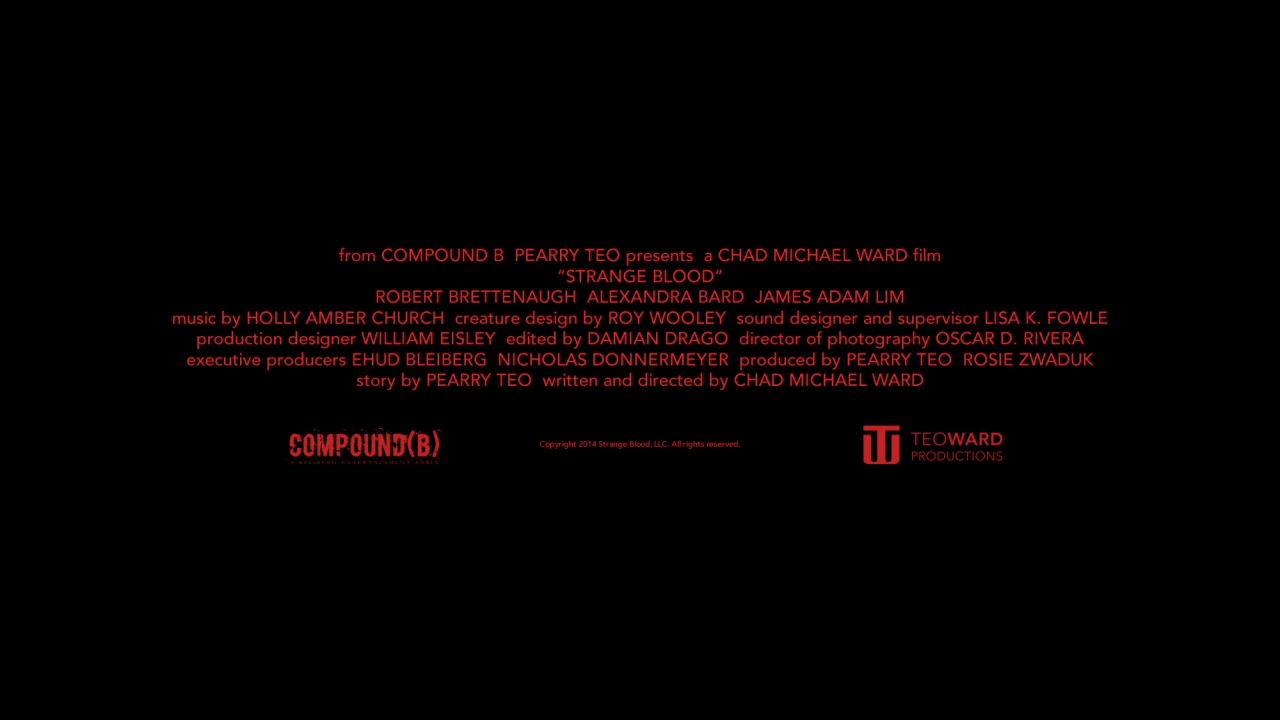 from COMPOUND B PEARRY TEO presents a CHAD MICHAEL WARD film
“STRANGE BLOOD”
ROBERT BRETTENAUGH ALEXANDRA BARD JAMES ADAM LIM
music by HOLLY AMBER CHURCH creature design by ROY WOOLEY sound designer and supervisor LISA K. FOWLE
production designer WILLIAM EISLEY edited by DAMIAN DRAGO director of photography OSCAR D. RIVERA
executive producers EHUD BLEIBERG NICHOLAS DONNERMEYER produced by PEARRY TEO ROSIE ZWADUK
story by PEARRY TEO written and directed by CHAD MICHAEL WARD
COMPOUND(B)
A BLEIBERG ENTERTAINMENT LABEL
Copyright 2014 Strange Blood, LLC. All rights reserved.
TEOWARD
PRODUCTIONS